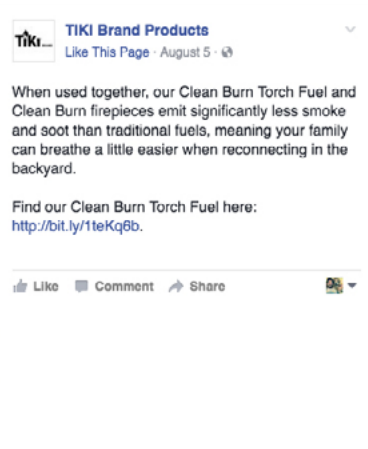 TIKI
TIKI Brand Products
Like This Page · August 5 ·
When used together, our Clean Burn Torch Fuel and
Clean Burn firepieces emit significantly less smoke
and soot than traditional fuels, meaning your family
can breathe a little easier when reconnecting in the
backyard.
Find our Clean Burn Torch Fuel here:
http://bit.ly/1teKq6b.
Like Comment Share